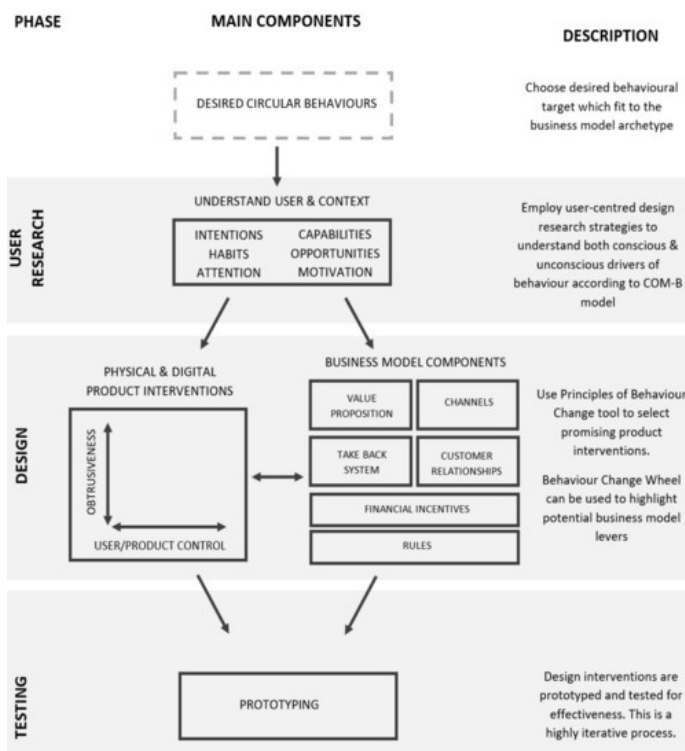 PHASE
MAIN COMPONENTS
DESCRIPTION
DESIRED CIRCULAR BEHAVIOURS
Choose desired behavioural
target which fit to the
business model archetype
USER
RESEARCH
UNDERSTAND USER & CONTEXT
INTENTIONS
HABITS
ATTENTION
CAPABILITIES
OPPORTUNITIES
MOTIVATION
Employ user-centred design
research strategies to
understand both conscious &
unconscious drivers of
behaviour according to COM-B
model
DESIGN
PHYSICAL & DIGITAL
PRODUCT INTERVENTIONS
OBTRUSIVENESS
USER/PRODUCT CONTROL
BUSINESS MODEL COMPONENTS
VALUE
PROPOSITION
CHANNELS
TAKE BACK
SYSTEM
CUSTOMER
RELATIONSHIPS
FINANCIAL INCENTIVES
RULES
Use Principles of Behaviour
Change tool to select
promising product
interventions.
Behaviour Change Wheel
can be used to highlight
potential business model
levers
TESTING
PROTOTYPING
Design interventions are
prototyped and tested for
effectiveness. This is a
highly iterative process.